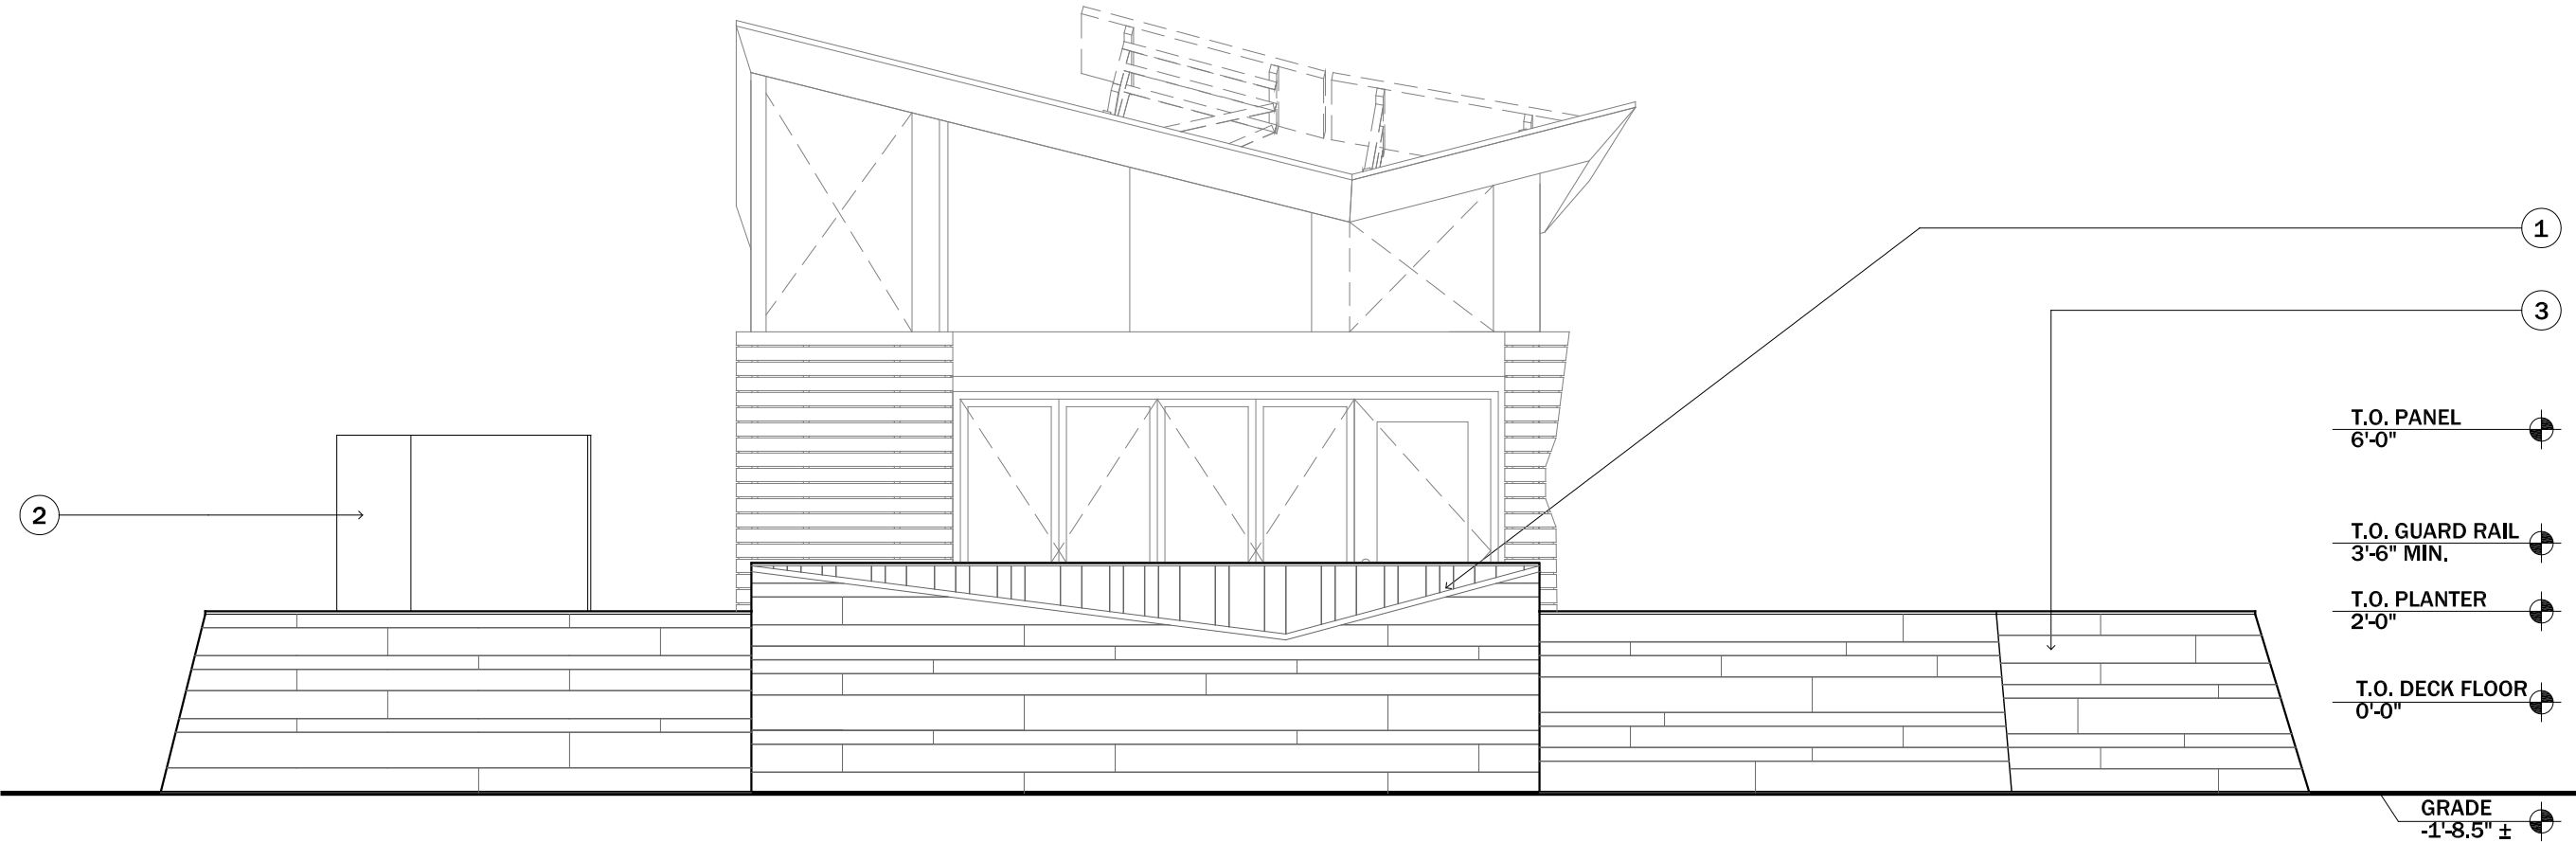 1
3
T.O. PANEL
6'-0"
2
T.O. GUARD RAIL
3'-6" MIN.
T.O. PLANTER
2'-0"
T.O. DECK FLOOR
0'-0"
GRADE
-1'-8.5" ±